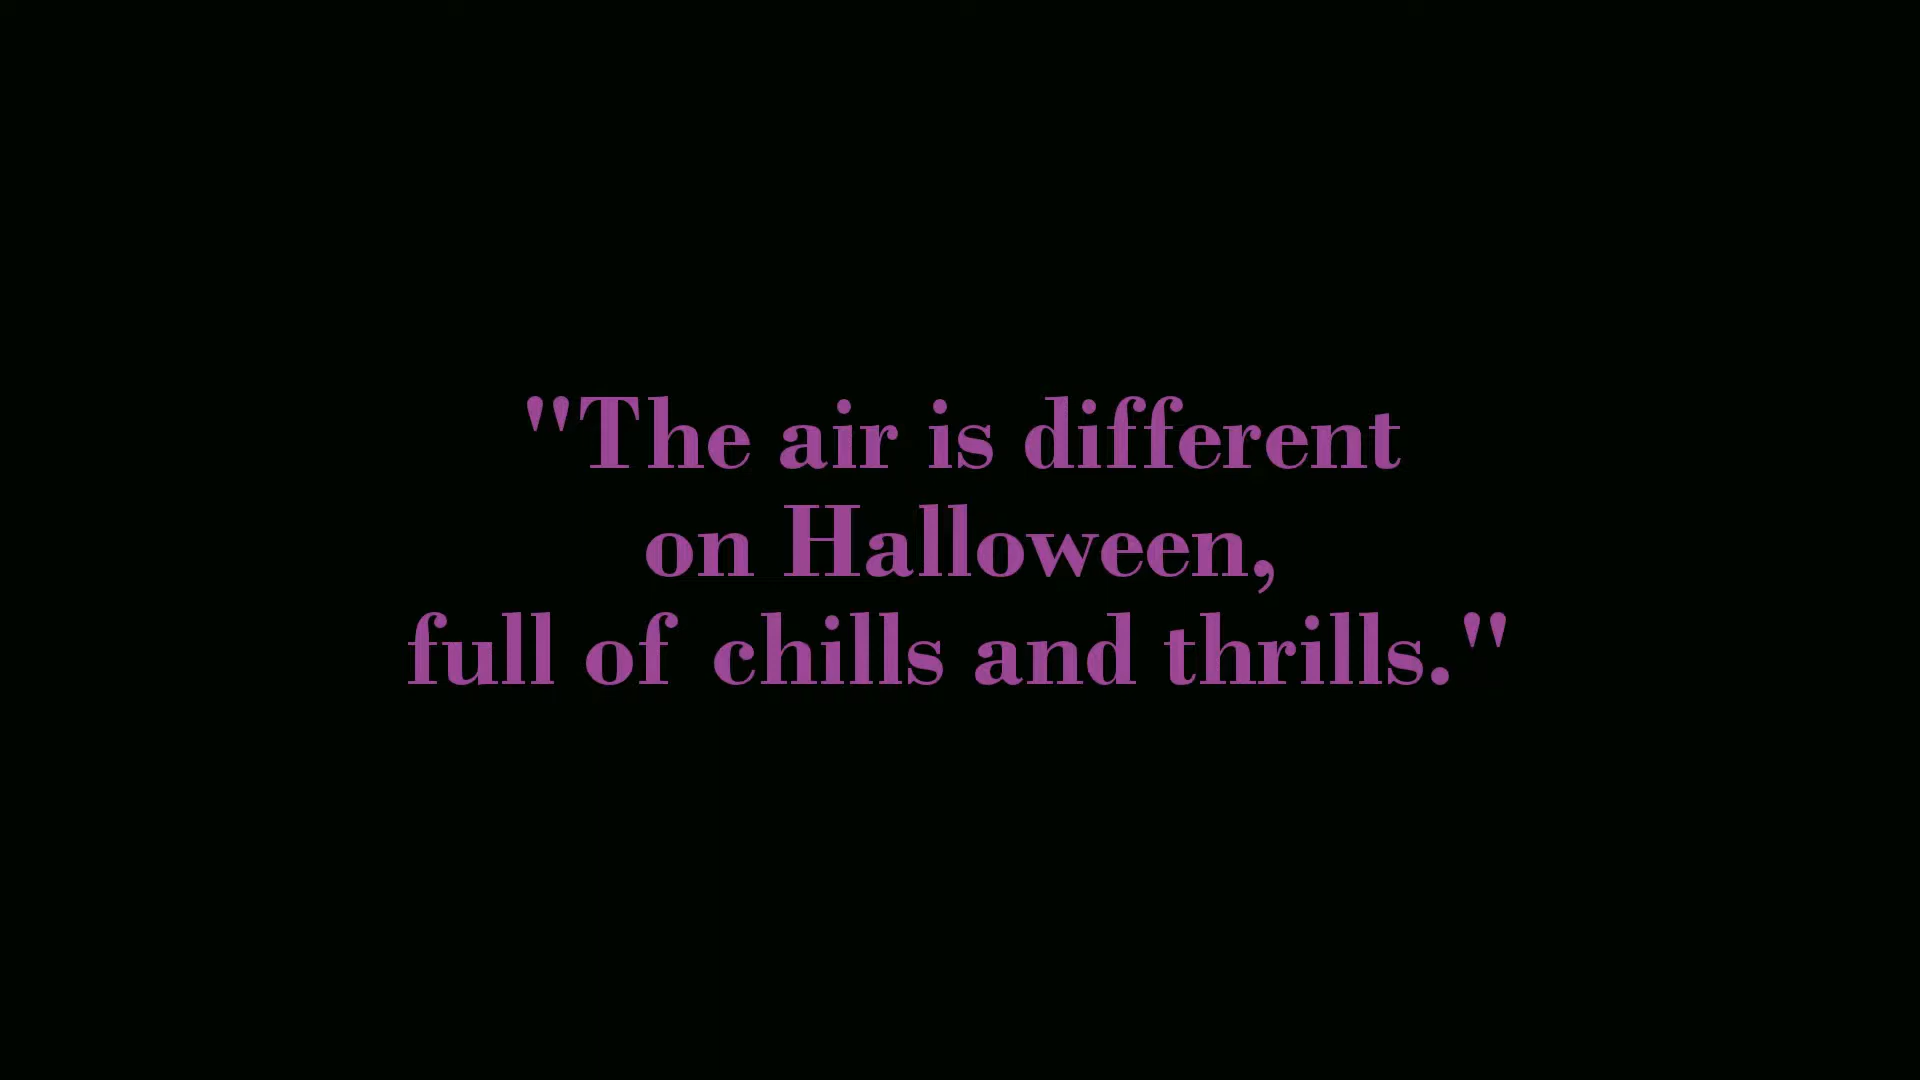 "The air is different
on Halloween,
full of chills and thrills."